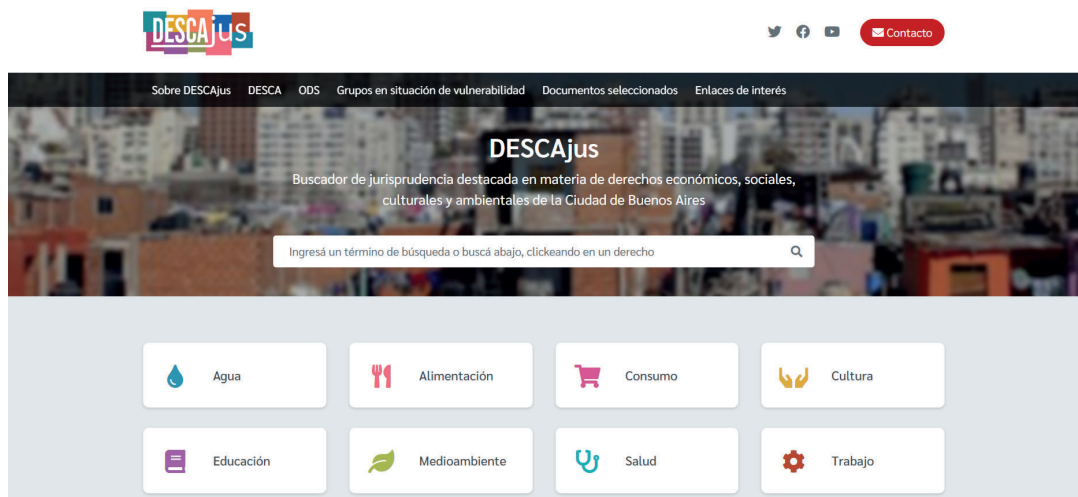 DESCAjus
Contacto
Sobre DESCAjus DESCA ODS Grupos en situación de vulnerabilidad Documentos seleccionados Enlaces de interés
DESCAjus
Buscador de jurisprudencia destacada en materia de derechos económicos, sociales,
culturales y ambientales de la Ciudad de Buenos Aires
Ingresá un término de búsqueda o buscá abajo, clickeando en un derecho
Agua Alimentación Consumo Cultura
Educación Medioambiente Salud Trabajo